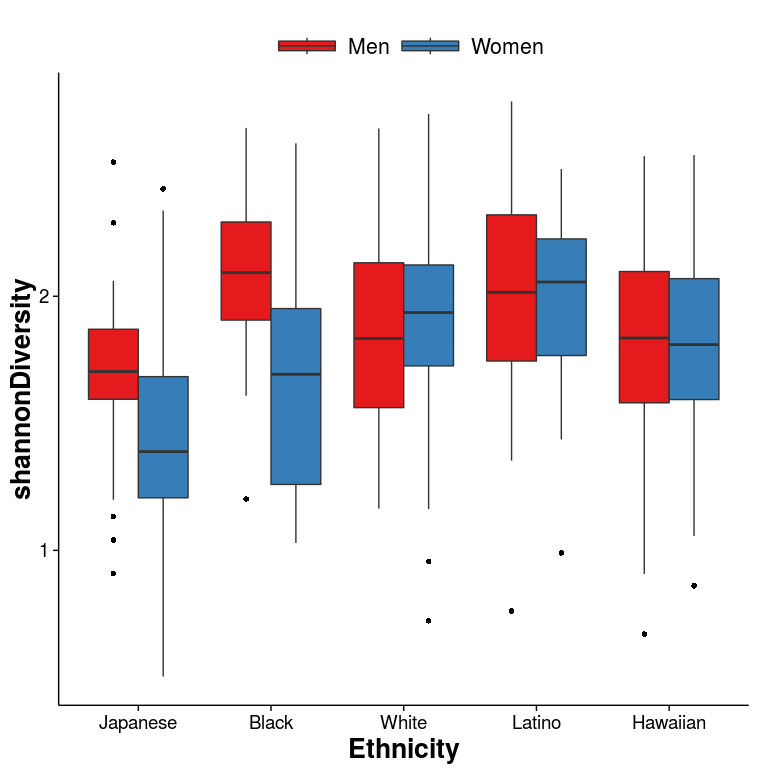 Men Women
shannonDiversity
2
1
Japanese Black White Latino Hawaiian
Ethnicity